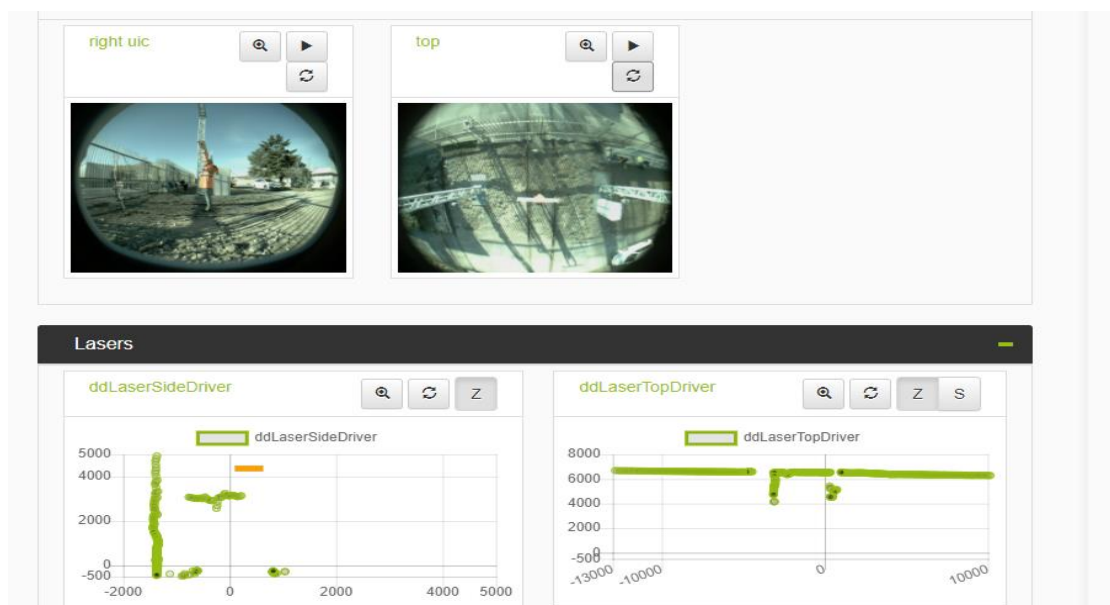 right uic
top
Lasers
ddLaserSideDriver
Z
ddLaserTopDriver
Z S
ddLaserSideDriver
5000
4000
2000
0
-500
-2000 0 2000 4000 5000
ddLaserTopDriver
8000
6000
4000
2000
0
-500
-13000 -10000 0 10000